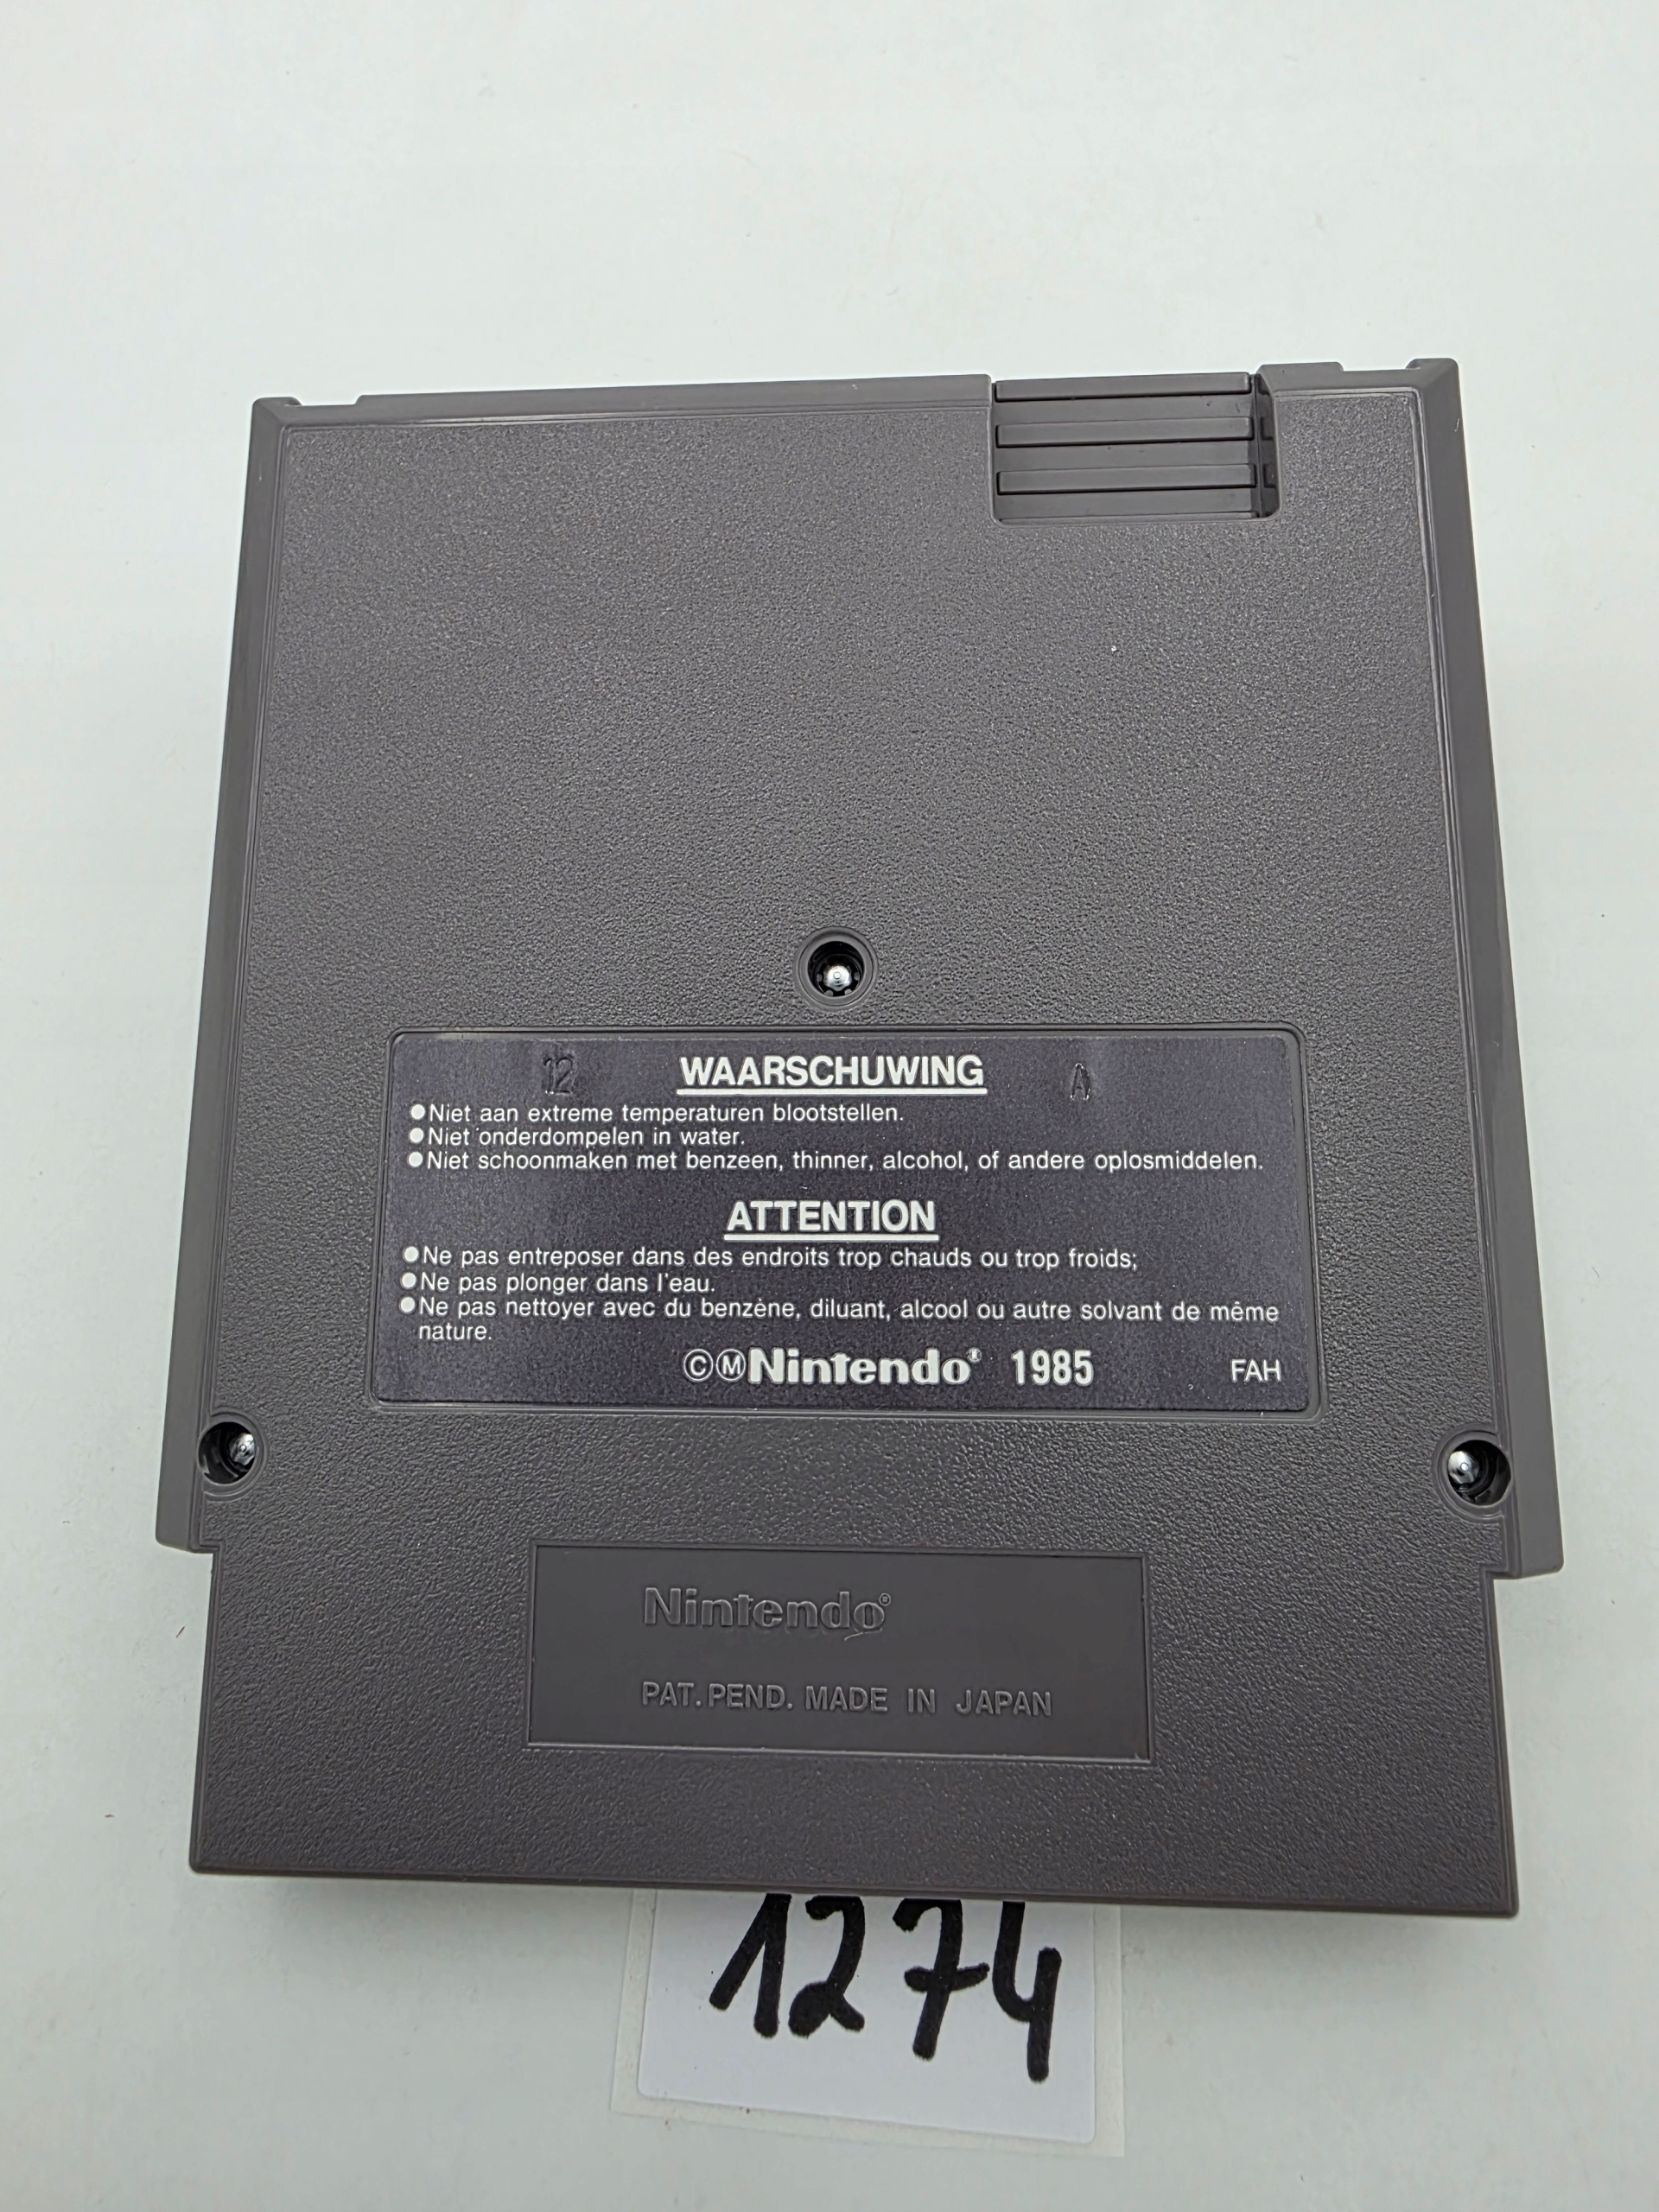 12 WAARSCHUWING A
●Niet aan extreme temperaturen blootstellen.
●Niet onderdompelen in water.
●Niet schoonmaken met benzeen, thinner, alcohol, of andere oplosmiddelen.
ATTENTION
●Ne pas entreposer dans des endroits trop chauds ou trop froids;
●Ne pas plonger dans l'eau.
●Ne pas nettoyer avec du benzène, diluant, alcool ou autre solvant de même
nature.
©ⓂNintendo® 1985 FAH
Nintendo®
PAT. PEND. MADE IN JAPAN
1274